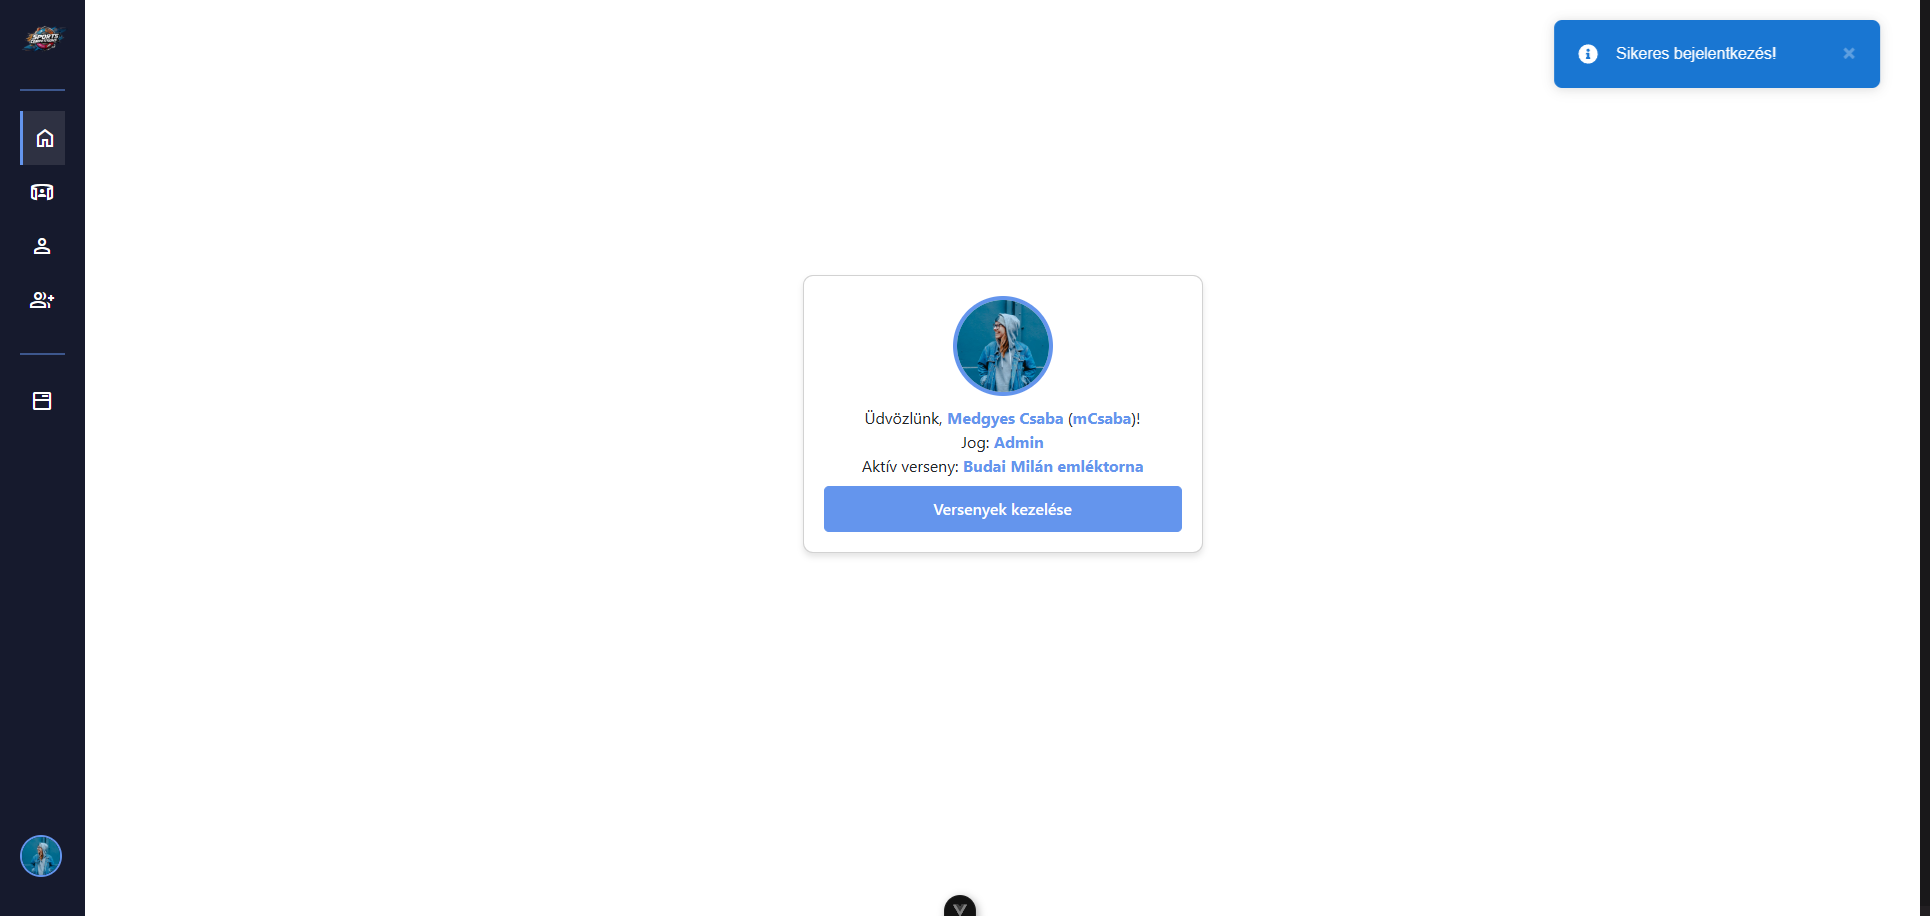 SPORTS
Sikeres bejelentkezés!
Üdvözlünk, Medgyes Csaba (mCsaba)!
Jog: Admin
Aktív verseny: Budai Milán emléktorna
Versenyek kezelése